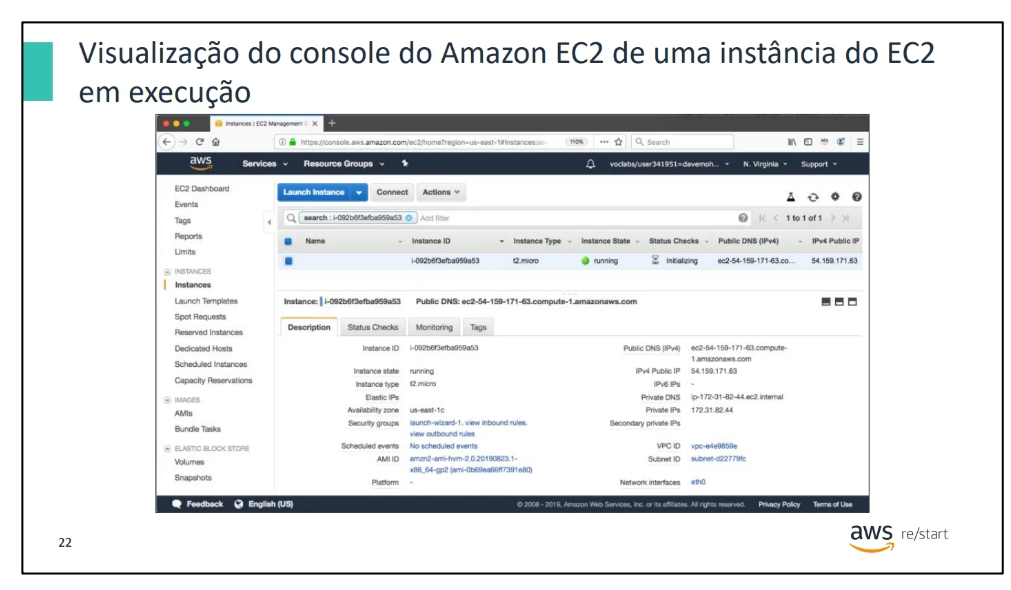 Visualização do console do Amazon EC2 de uma instância do EC2
em execução
Instances | EC2 Management C
https://console.aws.amazon.com/ec2/home?region=us-east-1#Instances:
110%
Search
aws Services Resource Groups
voclabs/user341951=davemoh... N. Virginia Support
EC2 Dashboard
Events
Tags
Reports
Limits
INSTANCES
Instances
Launch Templates
Spot Requests
Reserved Instances
Dedicated Hosts
Scheduled Instances
Capacity Reservations
IMAGES
AMIs
Bundle Tasks
ELASTIC BLOCK STORE
Volumes
Snapshots
Launch Instance Connect Actions
search : i-092b6f3efba959a53 Add filter
1 to 1 of 1
Name Instance ID Instance Type Instance State Status Checks Public DNS (IPv4) IPv4 Public IP
i-092b6f3efba959a53 t2.micro running Initializing ec2-54-159-171-63.co... 54.159.171.63
Instance: i-092b6f3efba959a53 Public DNS: ec2-54-159-171-63.compute-1.amazonaws.com
Description Status Checks Monitoring Tags
Instance ID i-092b6f3efba959a53
Instance state running
Instance type t2.micro
Elastic IPs
Availability zone us-east-1c
Security groups launch-wizard-1. view inbound rules.
view outbound rules
Scheduled events No scheduled events
AMI ID amzn2-ami-hvm-2.0.20190823.1-
x86_64-gp2 (ami-0b69ea66ff7391e80)
Platform -
Public DNS (IPv4) ec2-54-159-171-63.compute-
1.amazonaws.com
IPv4 Public IP 54.159.171.63
IPv6 IPs -
Private DNS ip-172-31-82-44.ec2.internal
Private IPs 172.31.82.44
Secondary private IPs
VPC ID vpc-e4e9859e
Subnet ID subnet-d22779fc
Network interfaces eth0
Feedback English (US)
© 2008 - 2019, Amazon Web Services, Inc. or its affiliates. All rights reserved. Privacy Policy Terms of Use
22
aws re/start